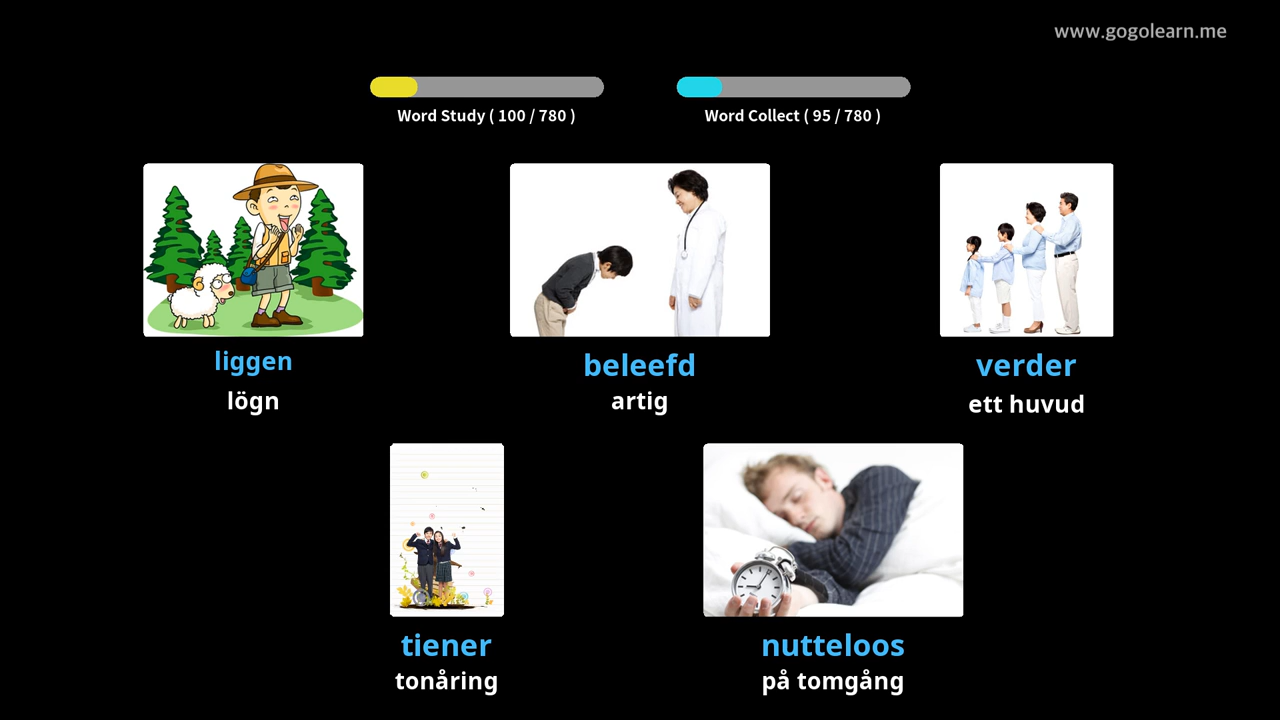 www.gogolearn.me
Word Study ( 100 / 780 )
Word Collect ( 95 / 780 )
liggen
lögn
beleefd
artig
verder
ett huvud
tiener
tonåring
nutteloos
på tomgång